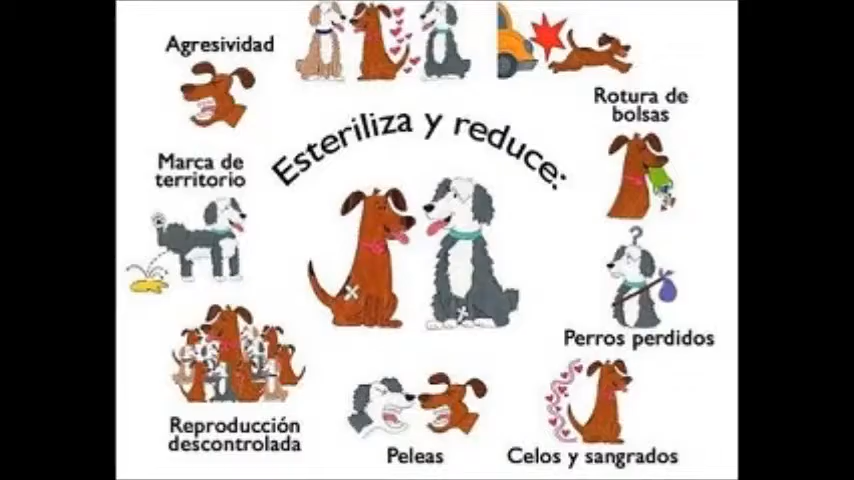 Agresividad
Esteriliza y reduce:
Rotura de
bolsas
Marca de
territorio
Perros perdidos
Reproducción
descontrolada
Peleas
Celos y sangrados